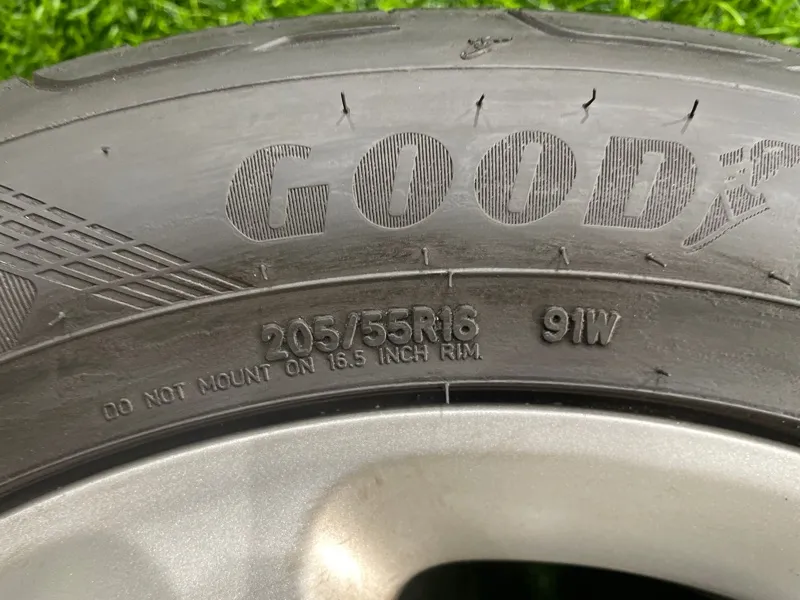 GOOD
205/55R16 91W
DO NOT MOUNT ON 16.5 INCH RIM.